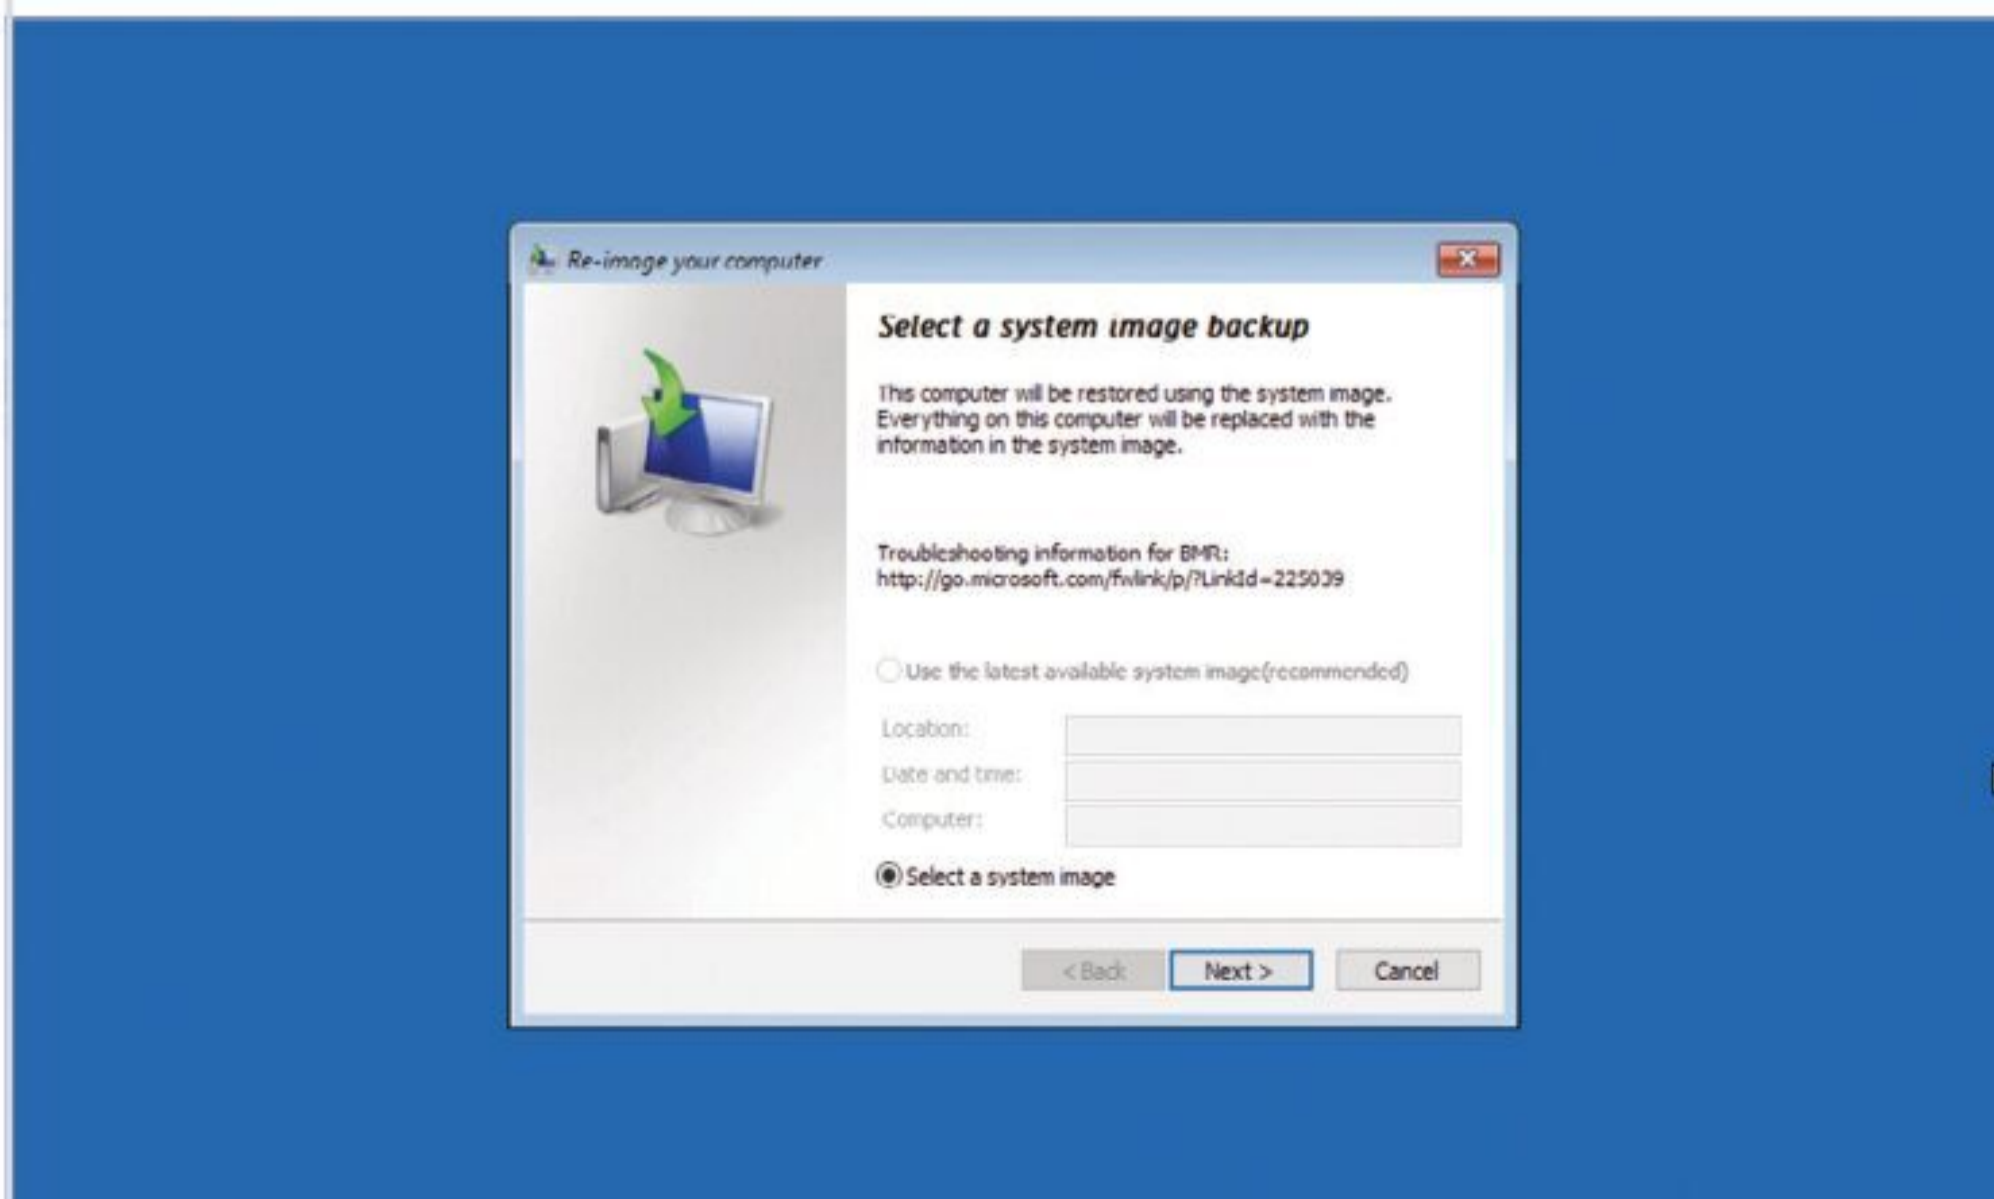 Re-image your computer
Select a system image backup
This computer will be restored using the system image.
Everything on this computer will be replaced with the
information in the system image.
Troubleshooting information for BMR:
http://go.microsoft.com/fwlink/p/?LinkId=225039
Use the latest available system image(recommended)
Location:
Date and time:
Computer:
Select a system image
< Back Next > Cancel